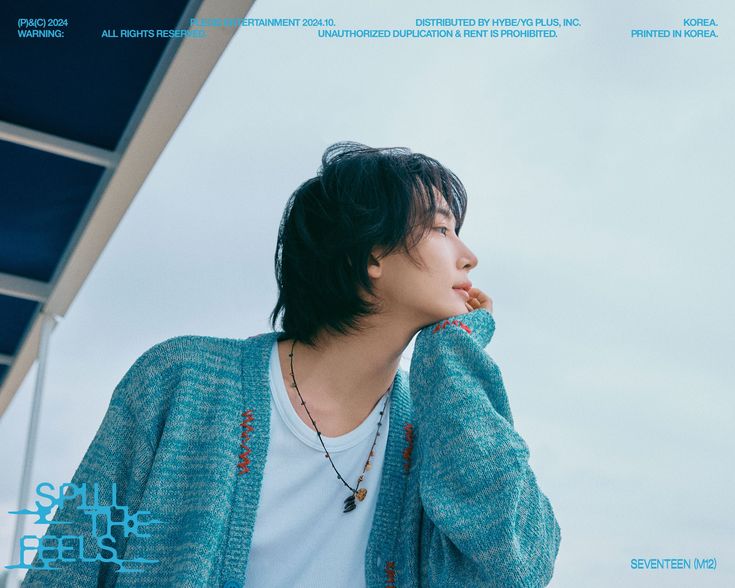 (P)&(C) 2024 PLEDIS ENTERTAINMENT 2024.10. DISTRIBUTED BY HYBE/YG PLUS, INC. KOREA.
WARNING: ALL RIGHTS RESERVED. UNAUTHORIZED DUPLICATION & RENT IS PROHIBITED. PRINTED IN KOREA.
SPILL
THE
FEELS
SEVENTEEN (M12)